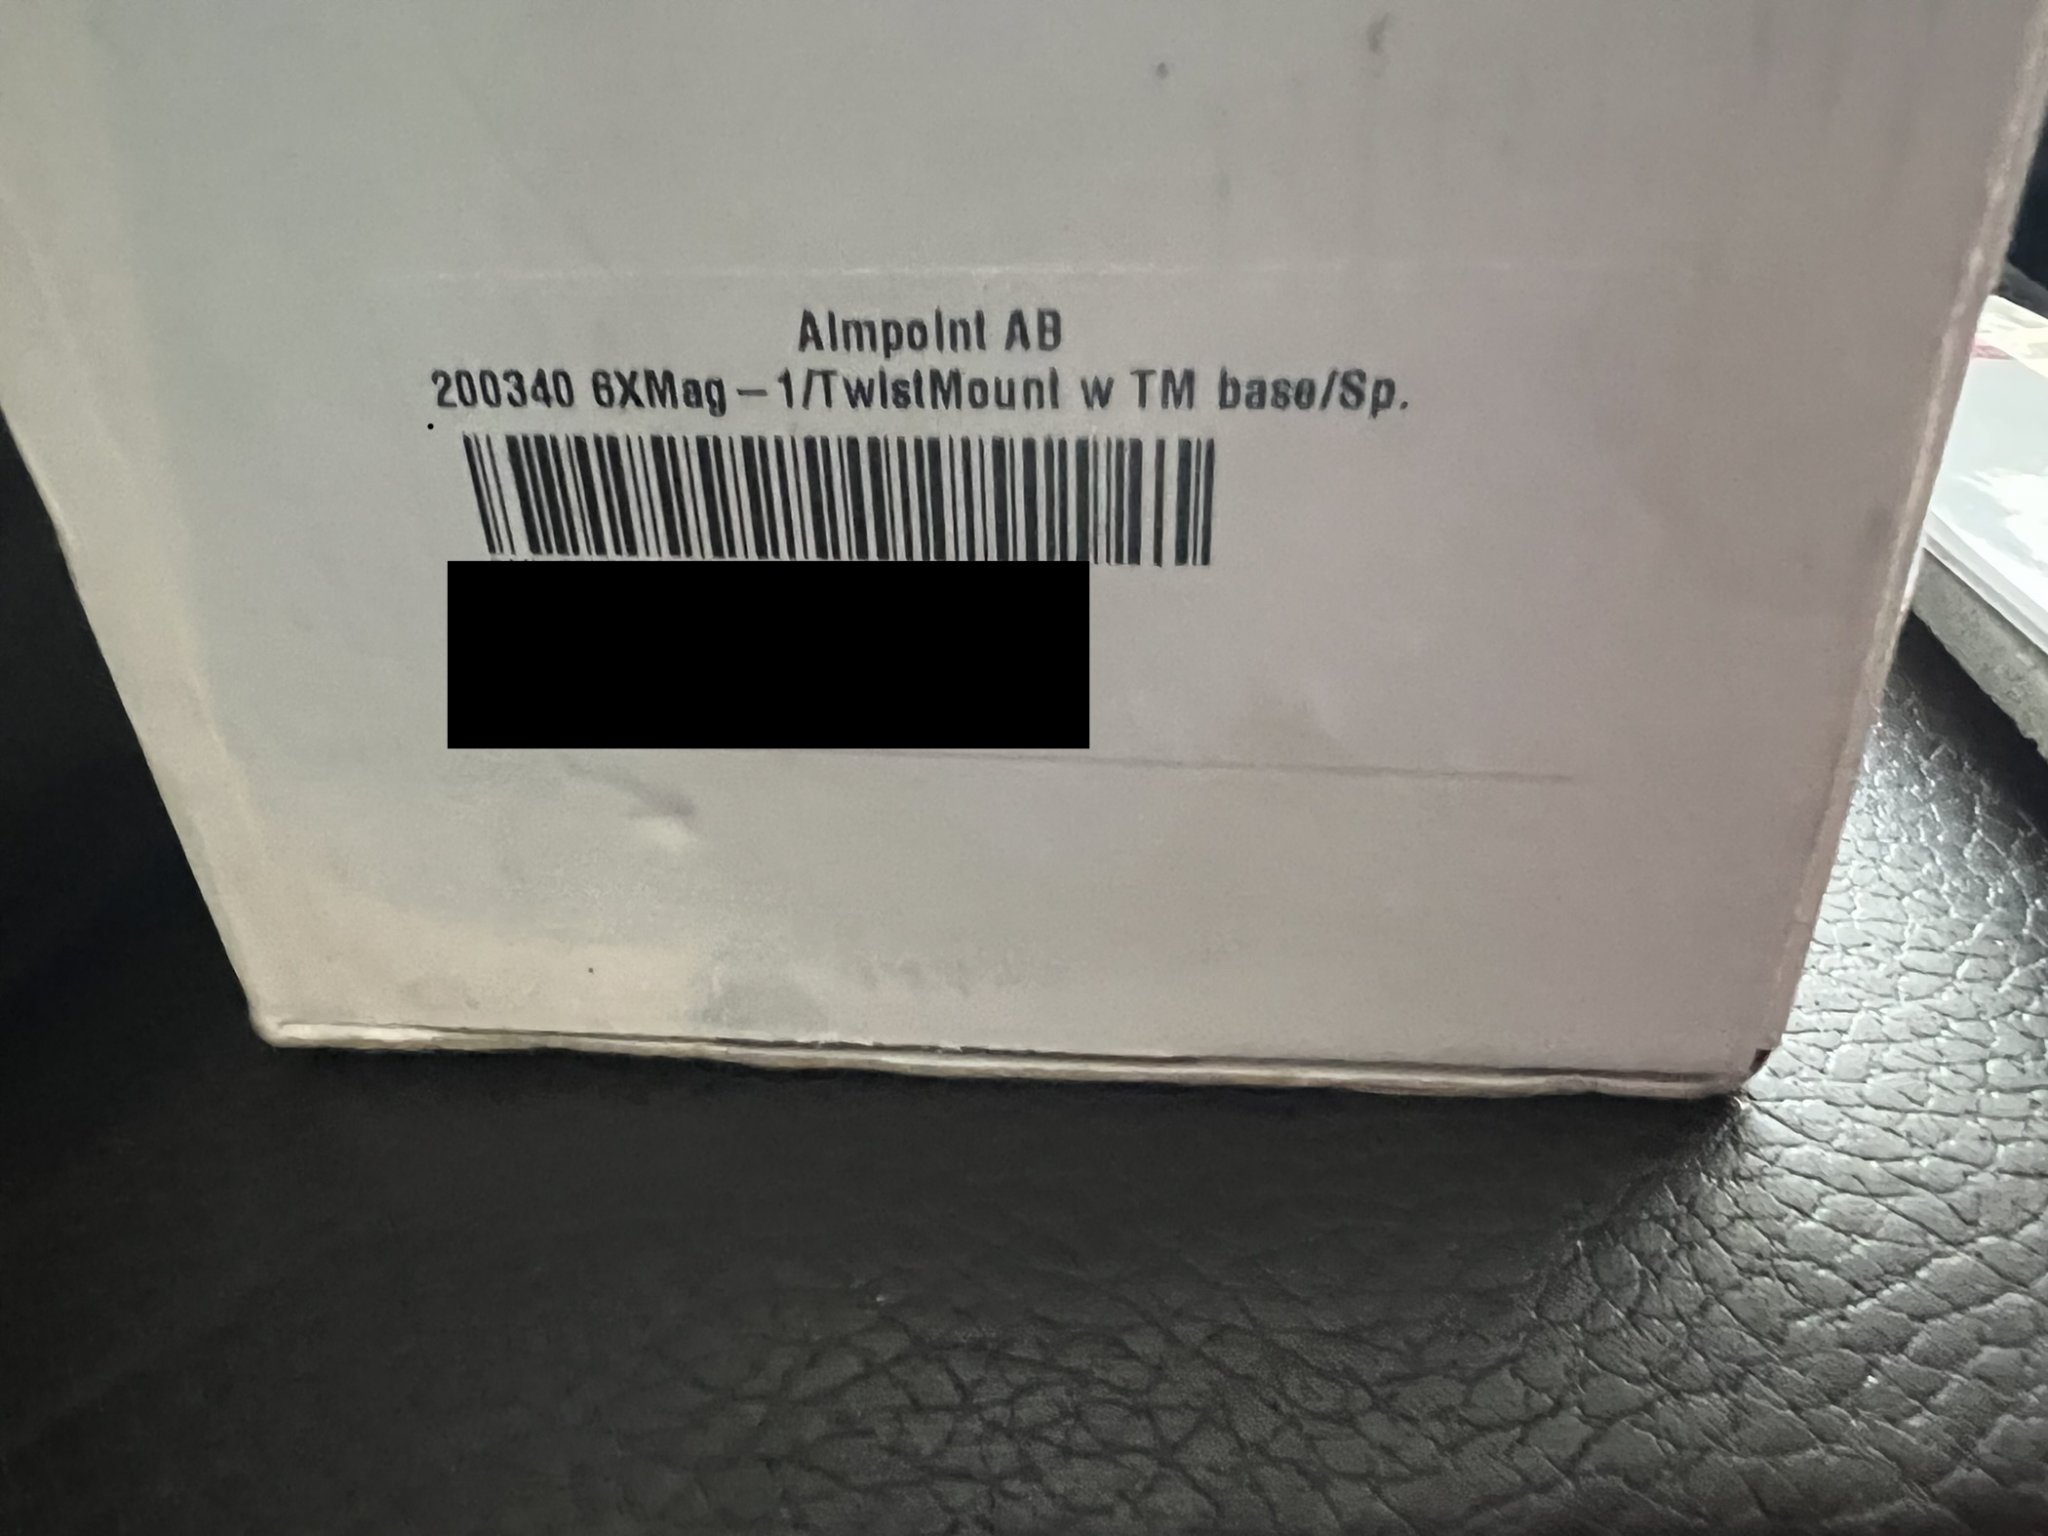 Aimpoint AB
200340 6XMag-1/TwistMount w TM base/Sp.